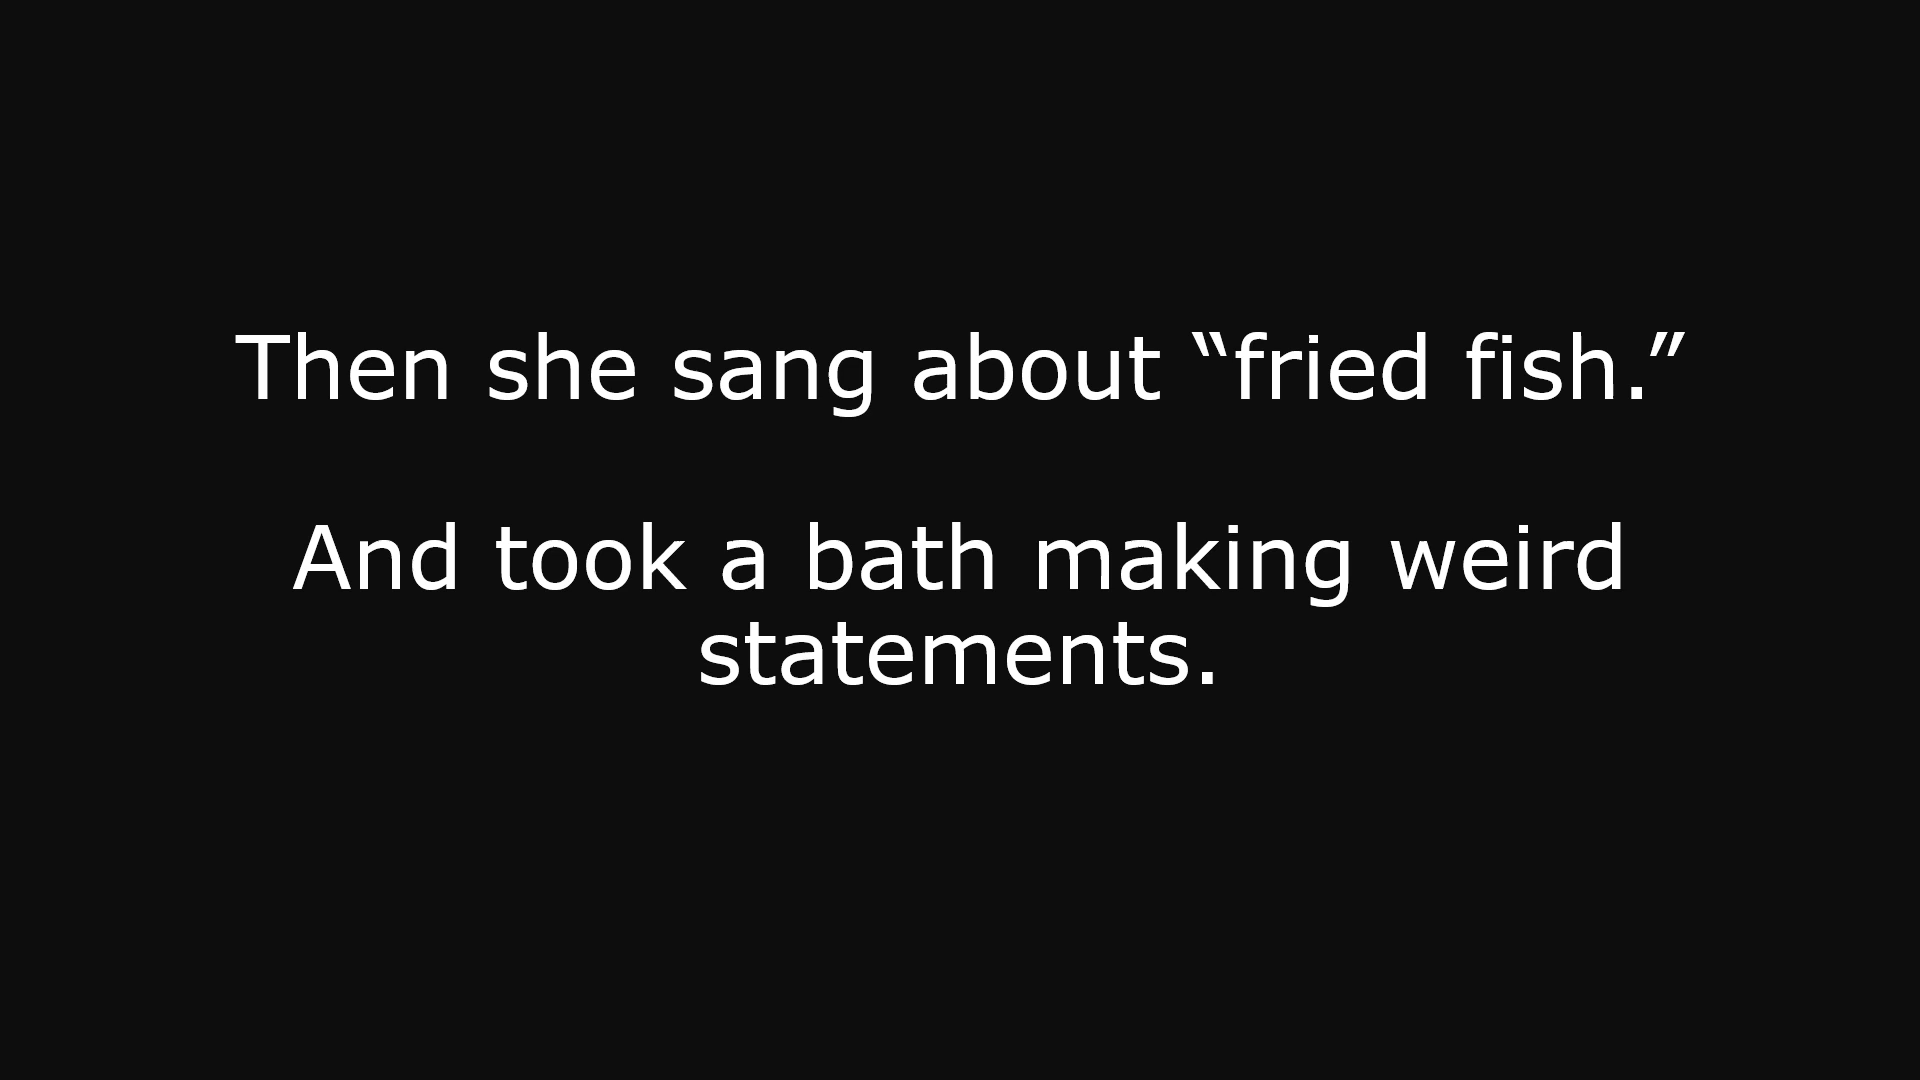 Then she sang about “fried fish.”
And took a bath making weird
statements.